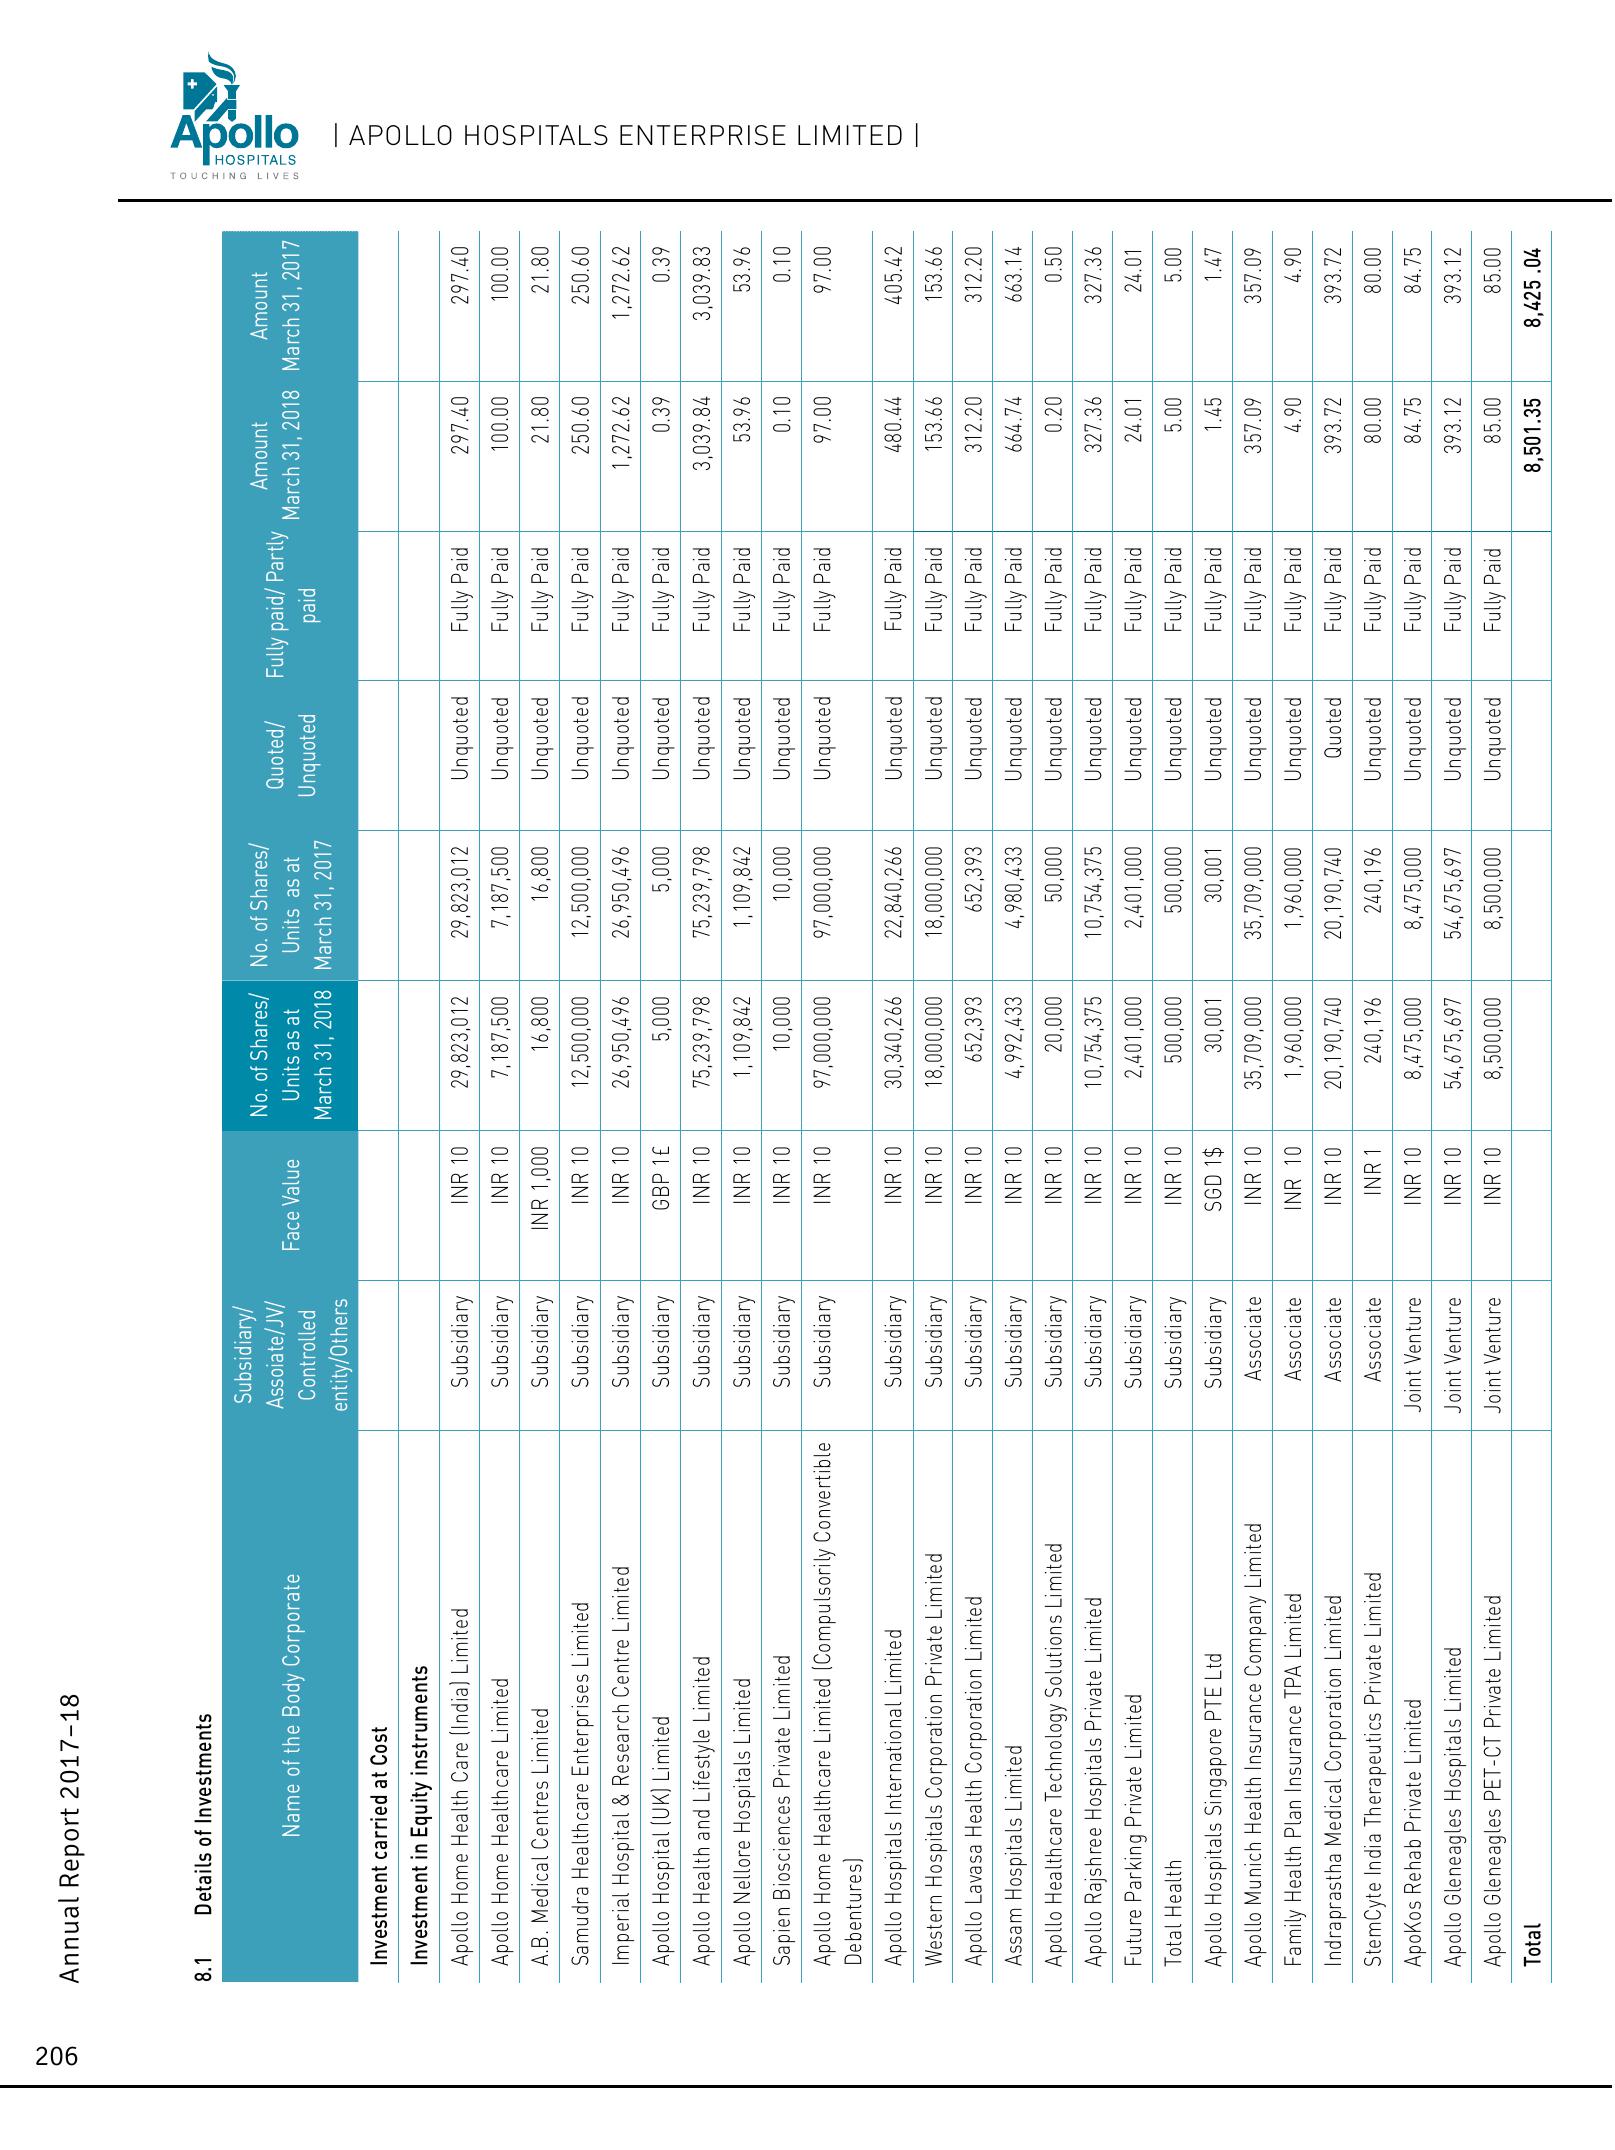 Apollo
HOSPITALS
TOUCHING LIVES
| APOLLO HOSPITALS ENTERPRISE LIMITED |
206
Annual Report 2017–18
8.1 Details of Investments
Name of the Body Corporate | Subsidiary/ Assoiate/JV/ Controlled entity/Others | Face Value | No. of Shares/ Units as at March 31, 2018 | No. of Shares/ Units as at March 31, 2017 | Quoted/ Unquoted | Fully paid/ Partly paid | Amount March 31, 2018 | Amount March 31, 2017
Investment carried at Cost
Investment in Equity instruments
Apollo Home Health Care (India) Limited Subsidiary INR 10 29,823,012 29,823,012 Unquoted Fully Paid 297.40 297.40
Apollo Home Healthcare Limited Subsidiary INR 10 7,187,500 7,187,500 Unquoted Fully Paid 100.00 100.00
A.B. Medical Centres Limited Subsidiary INR 1,000 16,800 16,800 Unquoted Fully Paid 21.80 21.80
Samudra Healthcare Enterprises Limited Subsidiary INR 10 12,500,000 12,500,000 Unquoted Fully Paid 250.60 250.60
Imperial Hospital & Research Centre Limited Subsidiary INR 10 26,950,496 26,950,496 Unquoted Fully Paid 1,272.62 1,272.62
Apollo Hospital (UK) Limited Subsidiary GBP 1£ 5,000 5,000 Unquoted Fully Paid 0.39 0.39
Apollo Health and Lifestyle Limited Subsidiary INR 10 75,239,798 75,239,798 Unquoted Fully Paid 3,039.84 3,039.83
Apollo Nellore Hospitals Limited Subsidiary INR 10 1,109,842 1,109,842 Unquoted Fully Paid 53.96 53.96
Sapien Biosciences Private Limited Subsidiary INR 10 10,000 10,000 Unquoted Fully Paid 0.10 0.10
Apollo Home Healthcare Limited (Compulsorily Convertible Subsidiary INR 10 97,000,000 97,000,000 Unquoted Fully Paid 97.00 97.00
Debentures)
Apollo Hospitals International Limited Subsidiary INR 10 30,340,266 22,840,266 Unquoted Fully Paid 480.44 405.42
Western Hospitals Corporation Private Limited Subsidiary INR 10 18,000,000 18,000,000 Unquoted Fully Paid 153.66 153.66
Apollo Lavasa Health Corporation Limited Subsidiary INR 10 652,393 652,393 Unquoted Fully Paid 312.20 312.20
Assam Hospitals Limited Subsidiary INR 10 4,992,433 4,980,433 Unquoted Fully Paid 664.74 663.14
Apollo Healthcare Technology Solutions Limited Subsidiary INR 10 20,000 50,000 Unquoted Fully Paid 0.20 0.50
Apollo Rajshree Hospitals Private Limited Subsidiary INR 10 10,754,375 10,754,375 Unquoted Fully Paid 327.36 327.36
Future Parking Private Limited Subsidiary INR 10 2,401,000 2,401,000 Unquoted Fully Paid 24.01 24.01
Total Health Subsidiary INR 10 500,000 500,000 Unquoted Fully Paid 5.00 5.00
Apollo Hospitals Singapore PTE Ltd Subsidiary SGD 1$ 30,001 30,001 Unquoted Fully Paid 1.45 1.47
Apollo Munich Health Insurance Company Limited Associate INR 10 35,709,000 35,709,000 Unquoted Fully Paid 357.09 357.09
Family Health Plan Insurance TPA Limited Associate INR 10 1,960,000 1,960,000 Unquoted Fully Paid 4.90 4.90
Indraprastha Medical Corporation Limited Associate INR 10 20,190,740 20,190,740 Quoted Fully Paid 393.72 393.72
StemCyte India Therapeutics Private Limited Associate INR 1 240,196 240,196 Unquoted Fully Paid 80.00 80.00
ApoKos Rehab Private Limited Joint Venture INR 10 8,475,000 8,475,000 Unquoted Fully Paid 84.75 84.75
Apollo Gleneagles Hospitals Limited Joint Venture INR 10 54,675,697 54,675,697 Unquoted Fully Paid 393.12 393.12
Apollo Gleneagles PET-CT Private Limited Joint Venture INR 10 8,500,000 8,500,000 Unquoted Fully Paid 85.00 85.00
Total 8,501.35 8,425 .04